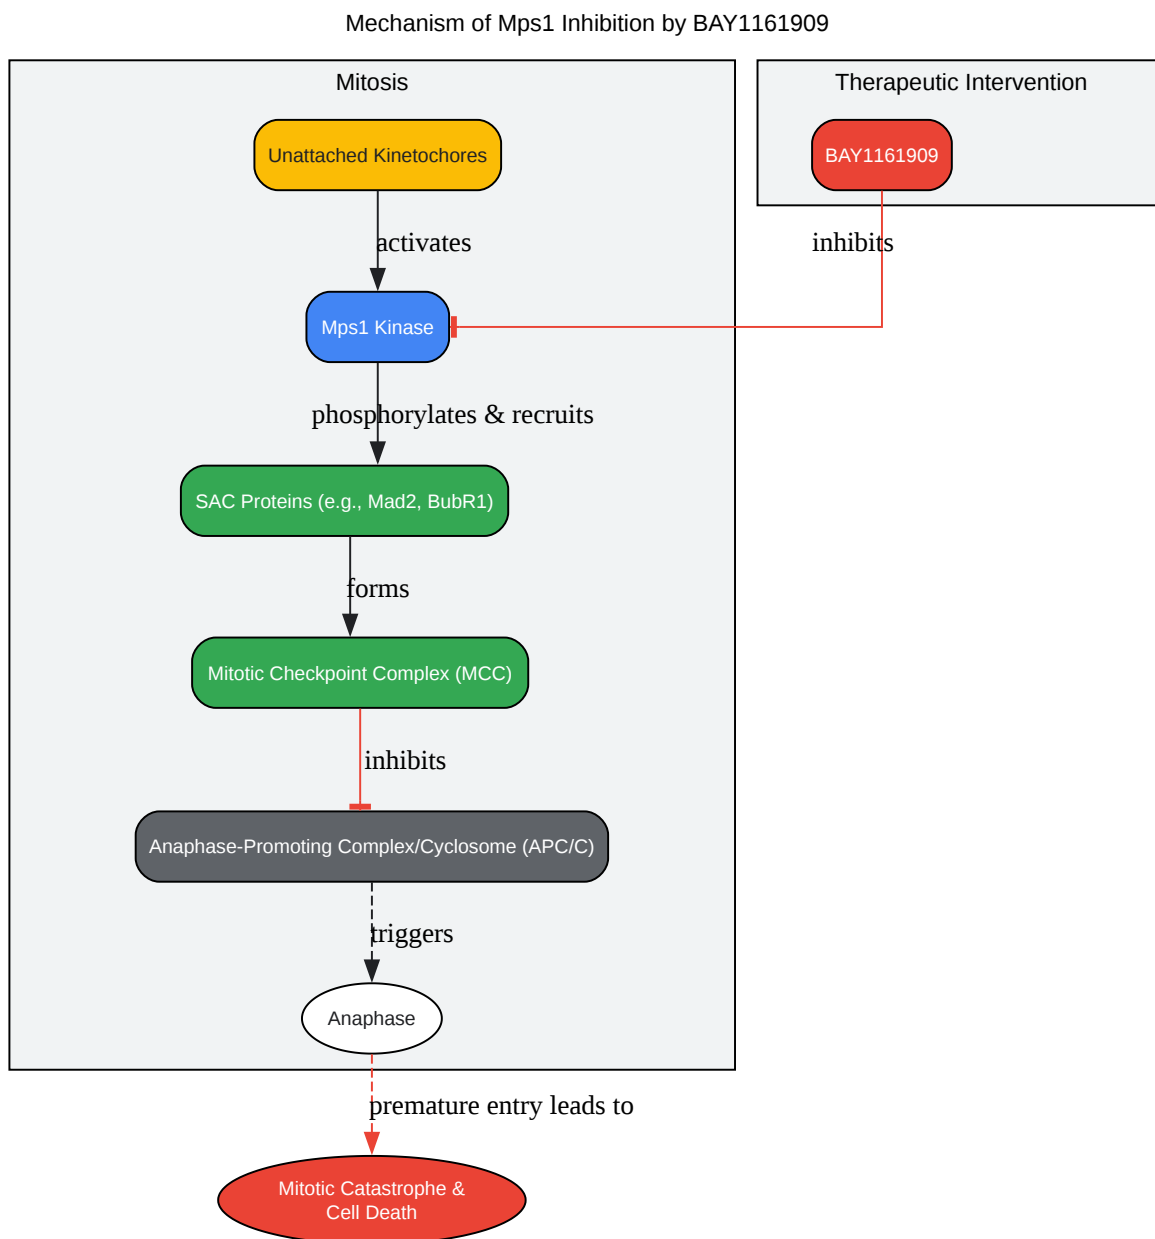 Mechanism of Mps1 Inhibition by BAY1161909
Mitosis
Therapeutic Intervention
Unattached Kinetochores
BAY1161909
activates
inhibits
Mps1 Kinase
phosphorylates & recruits
SAC Proteins (e.g., Mad2, BubR1)
forms
Mitotic Checkpoint Complex (MCC)
inhibits
Anaphase-Promoting Complex/Cyclosome (APC/C)
triggers
Anaphase
premature entry leads to
Mitotic Catastrophe &
Cell Death